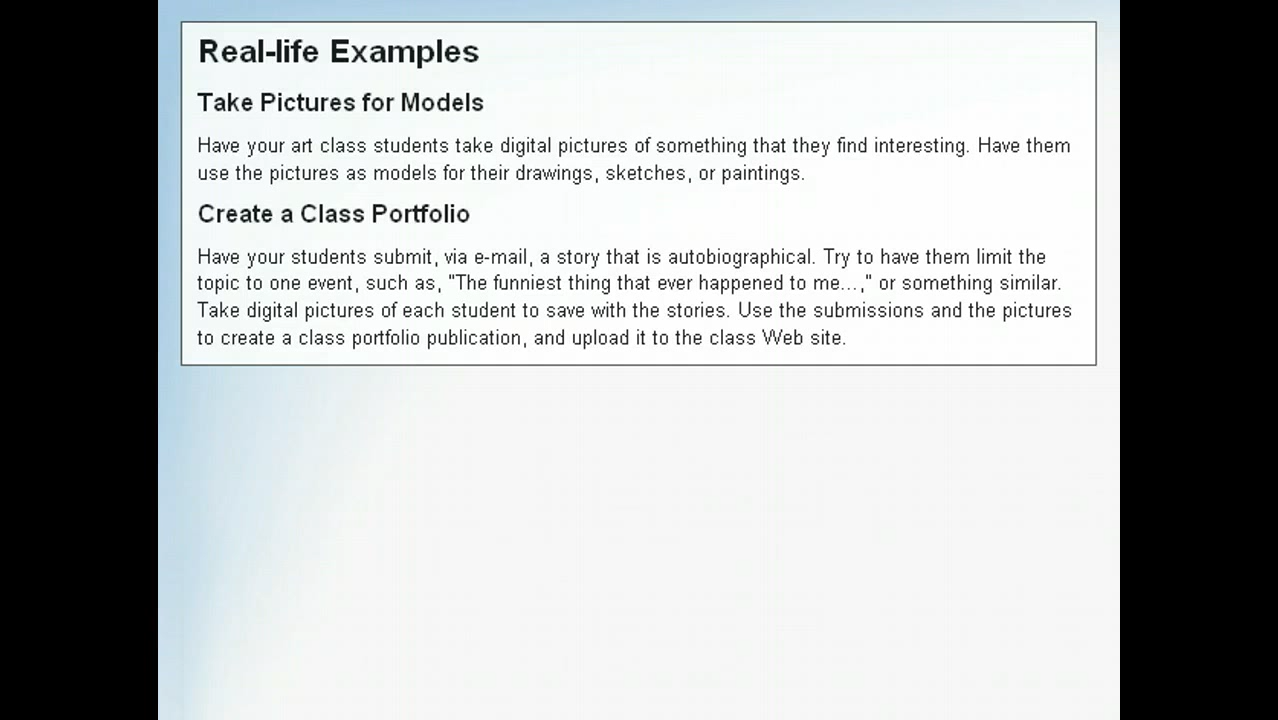 Real-life Examples
Take Pictures for Models
Have your art class students take digital pictures of something that they find interesting. Have them
use the pictures as models for their drawings, sketches, or paintings.
Create a Class Portfolio
Have your students submit, via e-mail, a story that is autobiographical. Try to have them limit the
topic to one event, such as, "The funniest thing that ever happened to me...," or something similar.
Take digital pictures of each student to save with the stories. Use the submissions and the pictures
to create a class portfolio publication, and upload it to the class Web site.